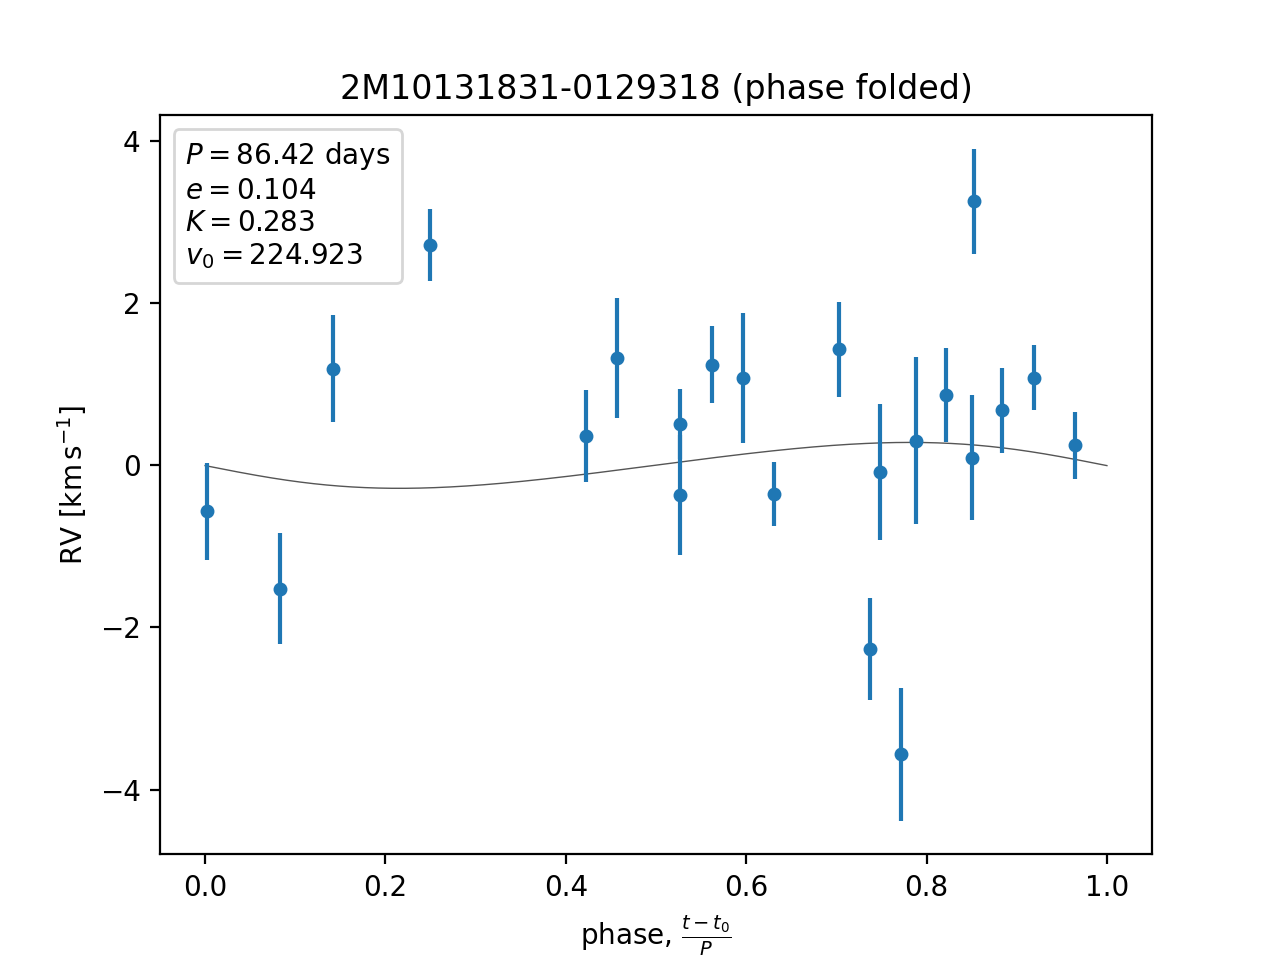 2M10131831-0129318 (phase folded)
P = 86.42 days
e = 0.104
K = 0.283
v₀ = 224.923
4
2
0
−2
−4
RV [km s⁻¹]
0.0 0.2 0.4 0.6 0.8 1.0
phase, (t − t₀)/P